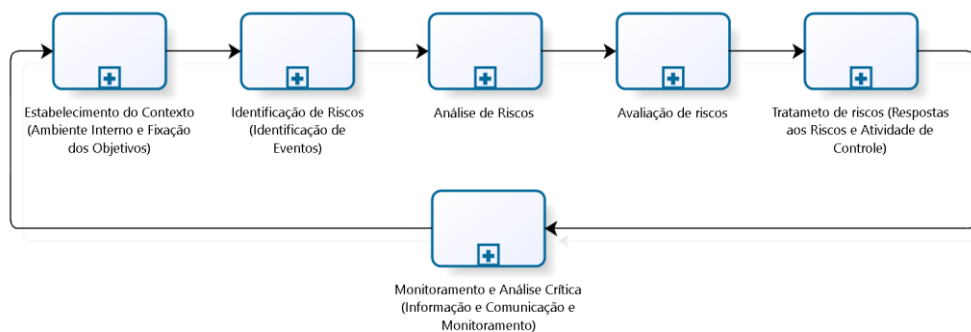 Estabelecimento do Contexto
(Ambiente Interno e Fixação
dos Objetivos)
Identificação de Riscos
(Identificação de
Eventos)
Análise de Riscos
Avaliação de riscos
Tratameto de riscos (Respostas
aos Riscos e Atividade de
Controle)
Monitoramento e Análise Crítica
(Informação e Comunicação e
Monitoramento)